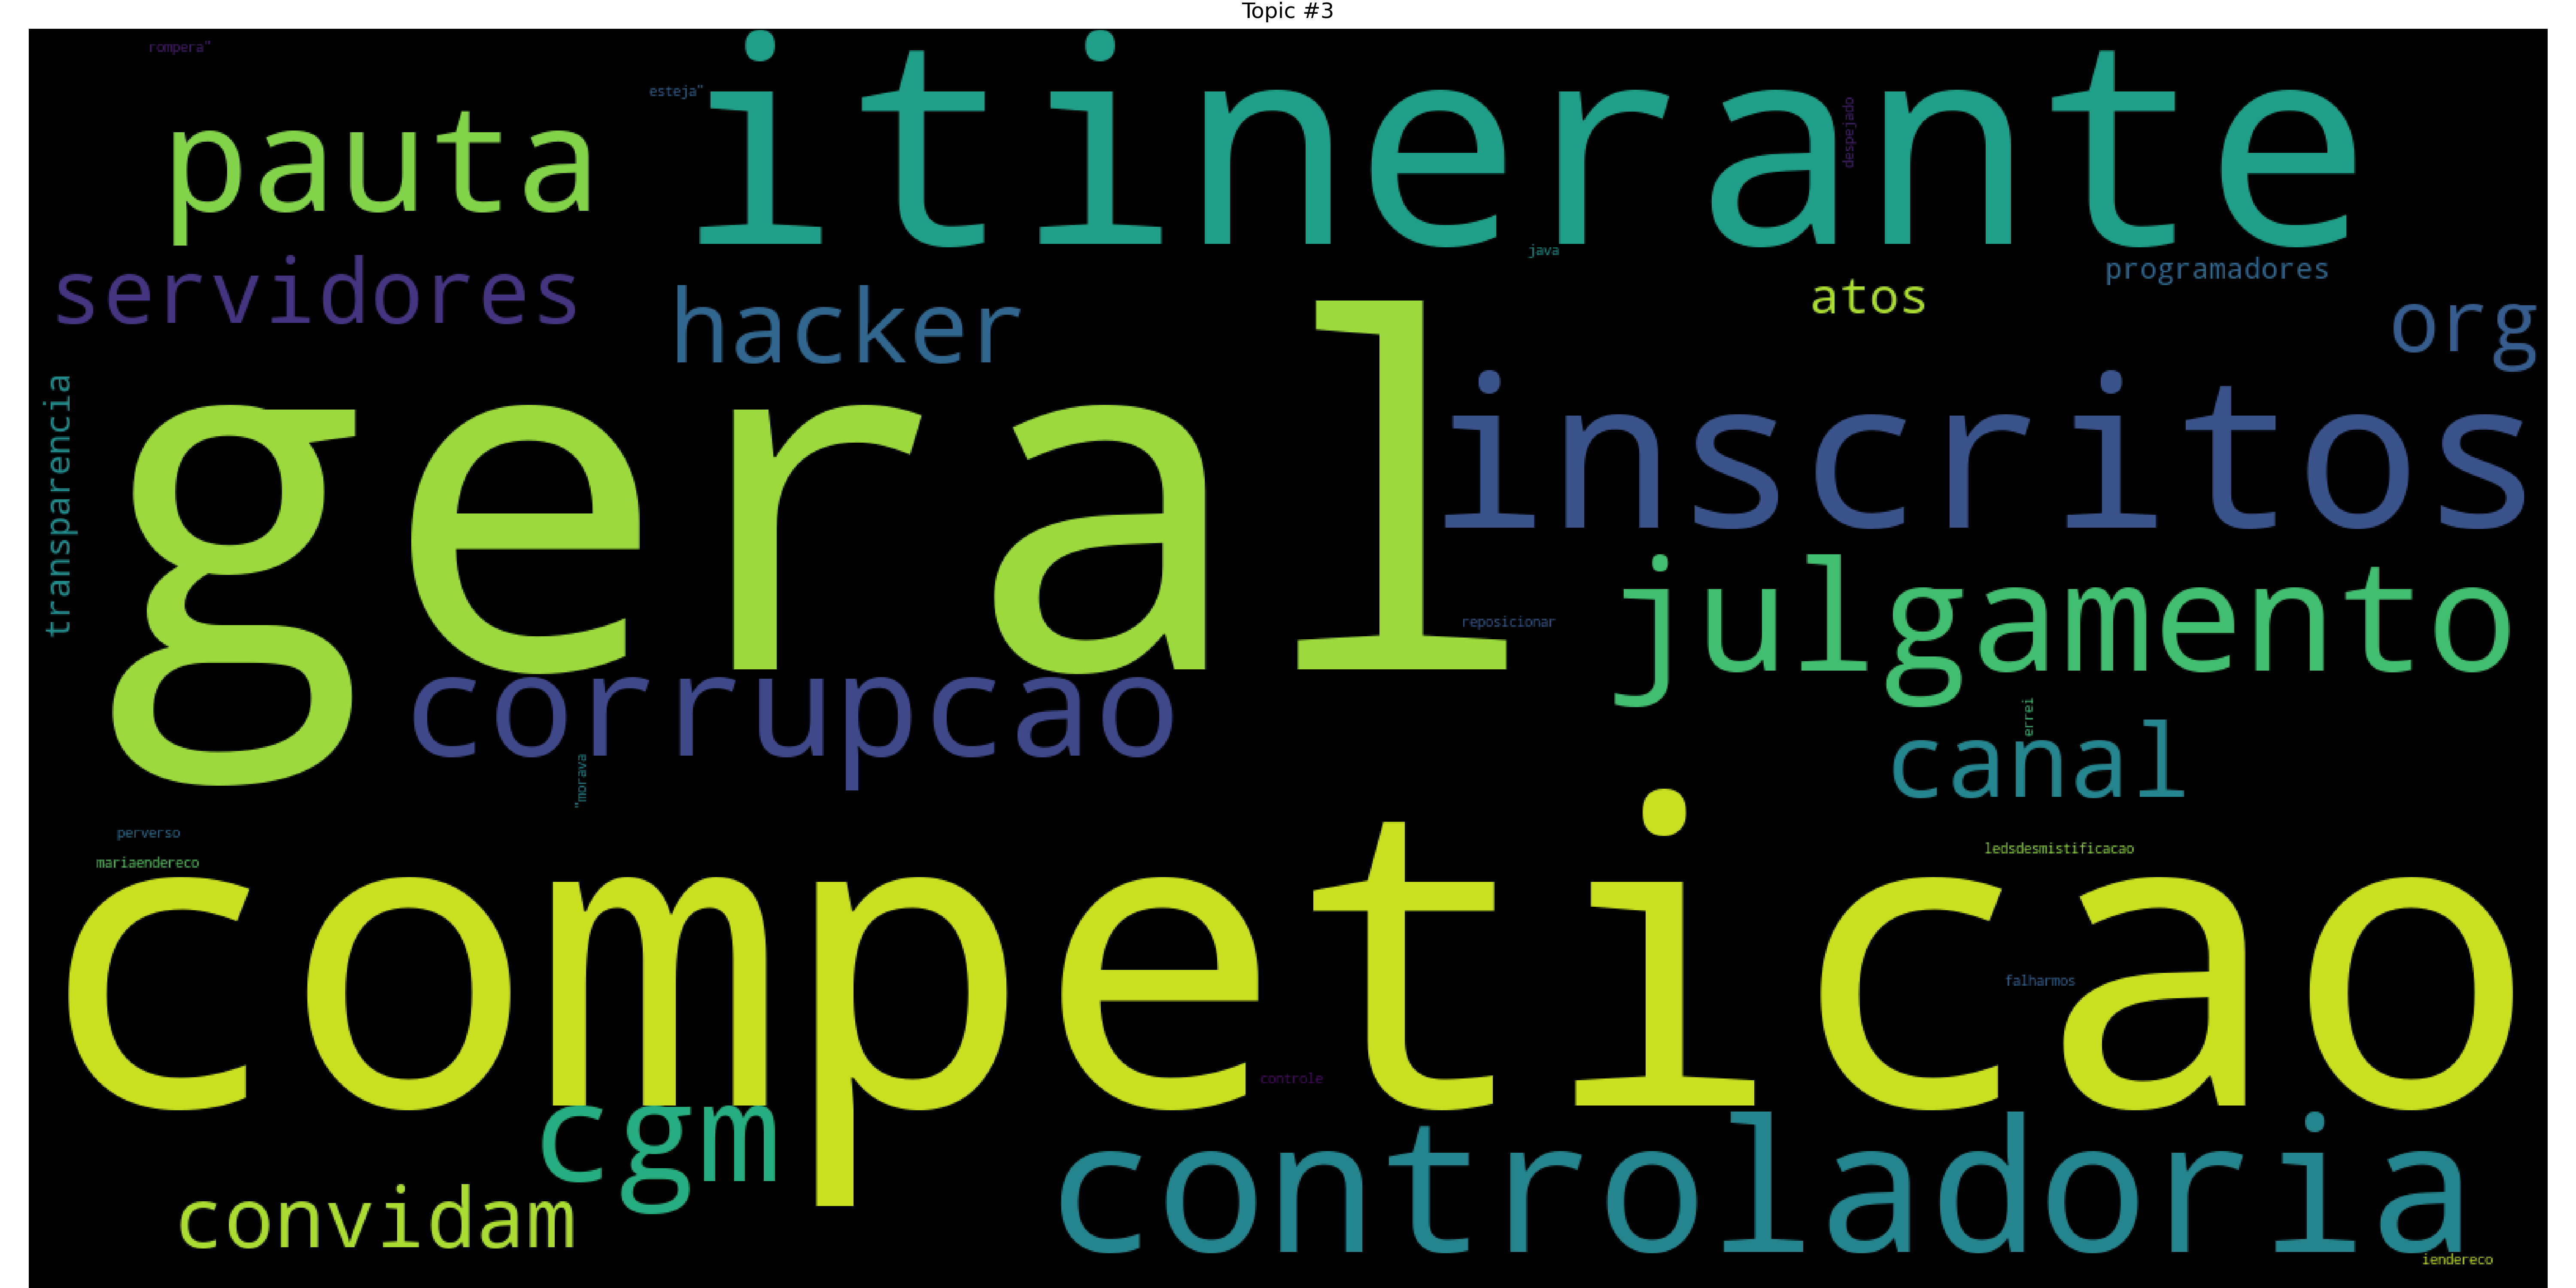 Topic #3
rompera"
esteja"
itinerante
pauta
despejado
java
servidores
hacker
atos
programadores
org
transparencia
geral
inscritos
reposicionar
julgamento
corrupcao
errei
canal
"morava
perverso
mariaendereco
ledsdesmistificacao
competicao
falharmos
controle
cgm
controladoria
convidam
iendereco